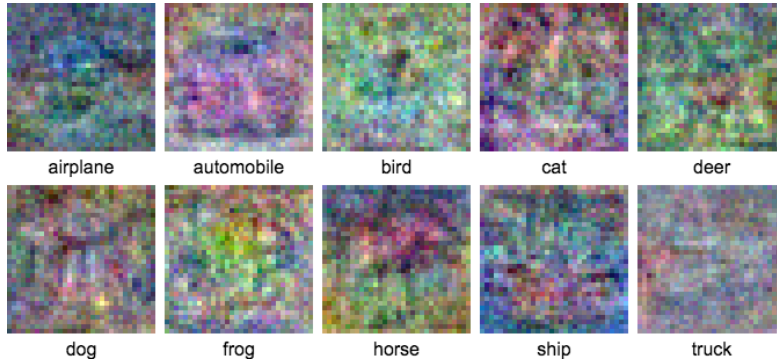 airplane automobile bird cat deer
dog frog horse ship truck